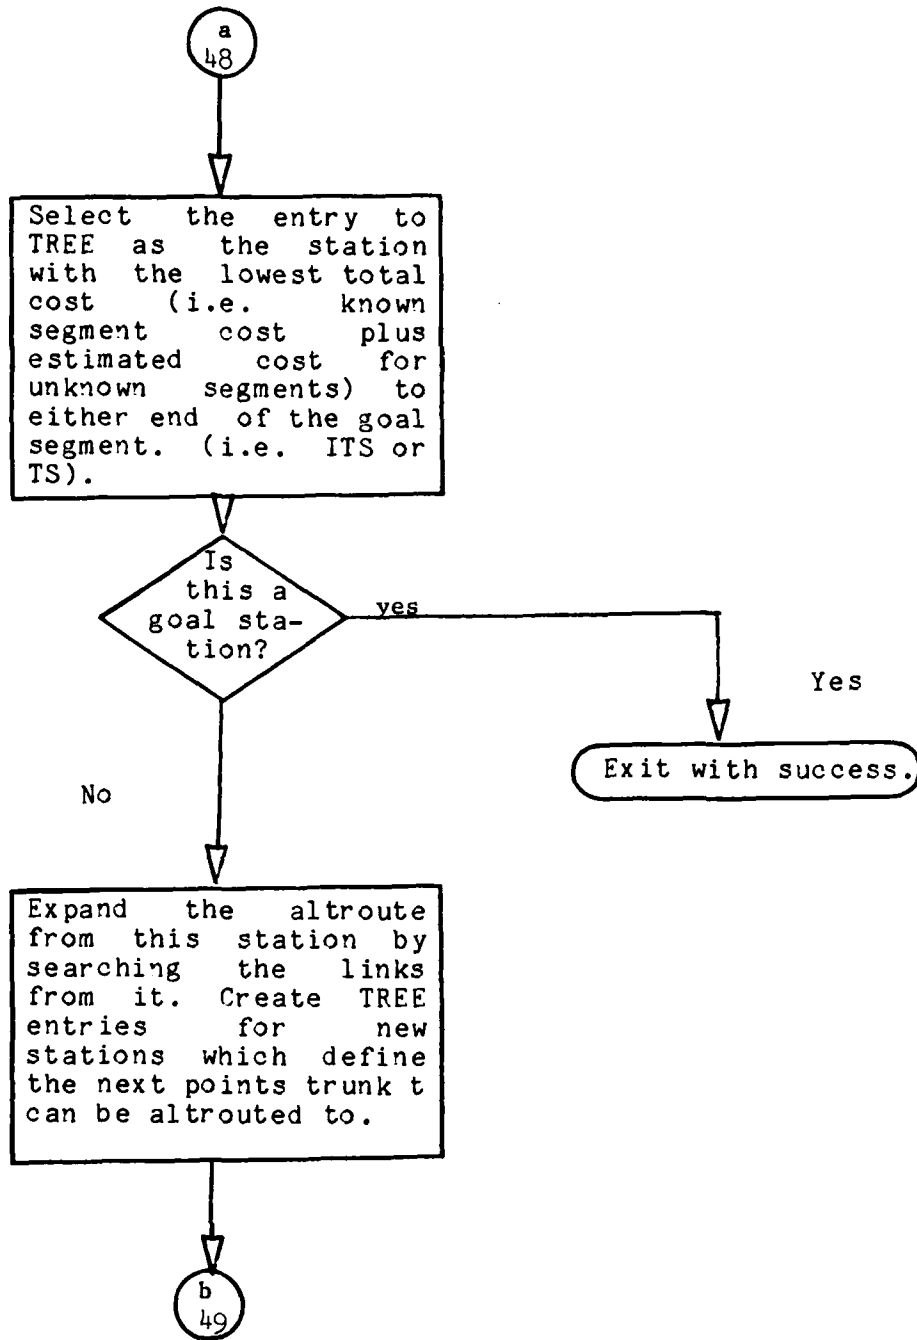 a
48
Select the entry to
TREE as the station
with the lowest total
cost (i.e. known
segment cost plus
estimated cost for
unknown segments) to
either end of the goal
segment. (i.e. ITS or
TS).
Is
this a
goal sta-
tion?
yes
Yes
Exit with success.
No
Expand the altroute
from this station by
searching the links
from it. Create TREE
entries for new
stations which define
the next points trunk t
can be altrouted to.
b
49